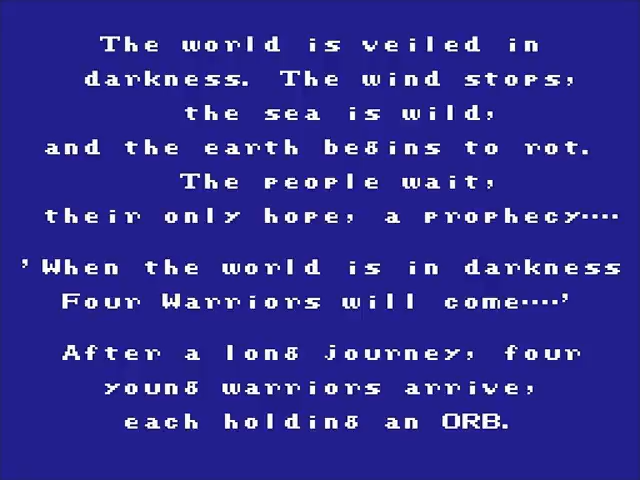 The world is veiled in
darkness. The wind stops,
the sea is wild,
and the earth begins to rot.
The people wait,
their only hope, a prophecy....
'When the world is in darkness
Four Warriors will come....'
After a long journey, four
young warriors arrive,
each holding an ORB.